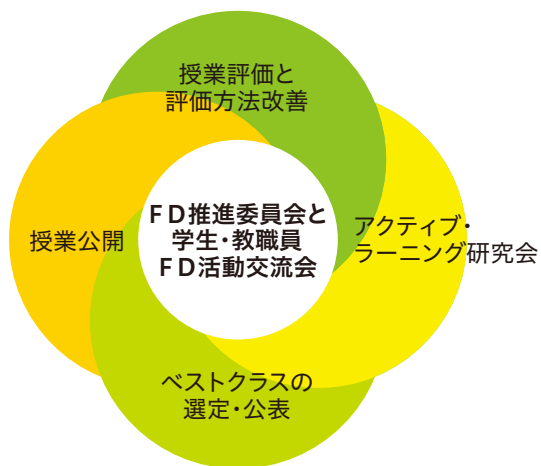 授業評価と
評価方法改善
FD推進委員会と
学生・教職員
FD活動交流会
授業公開
アクティブ・
ラーニング研究会
ベストクラスの
選定・公表